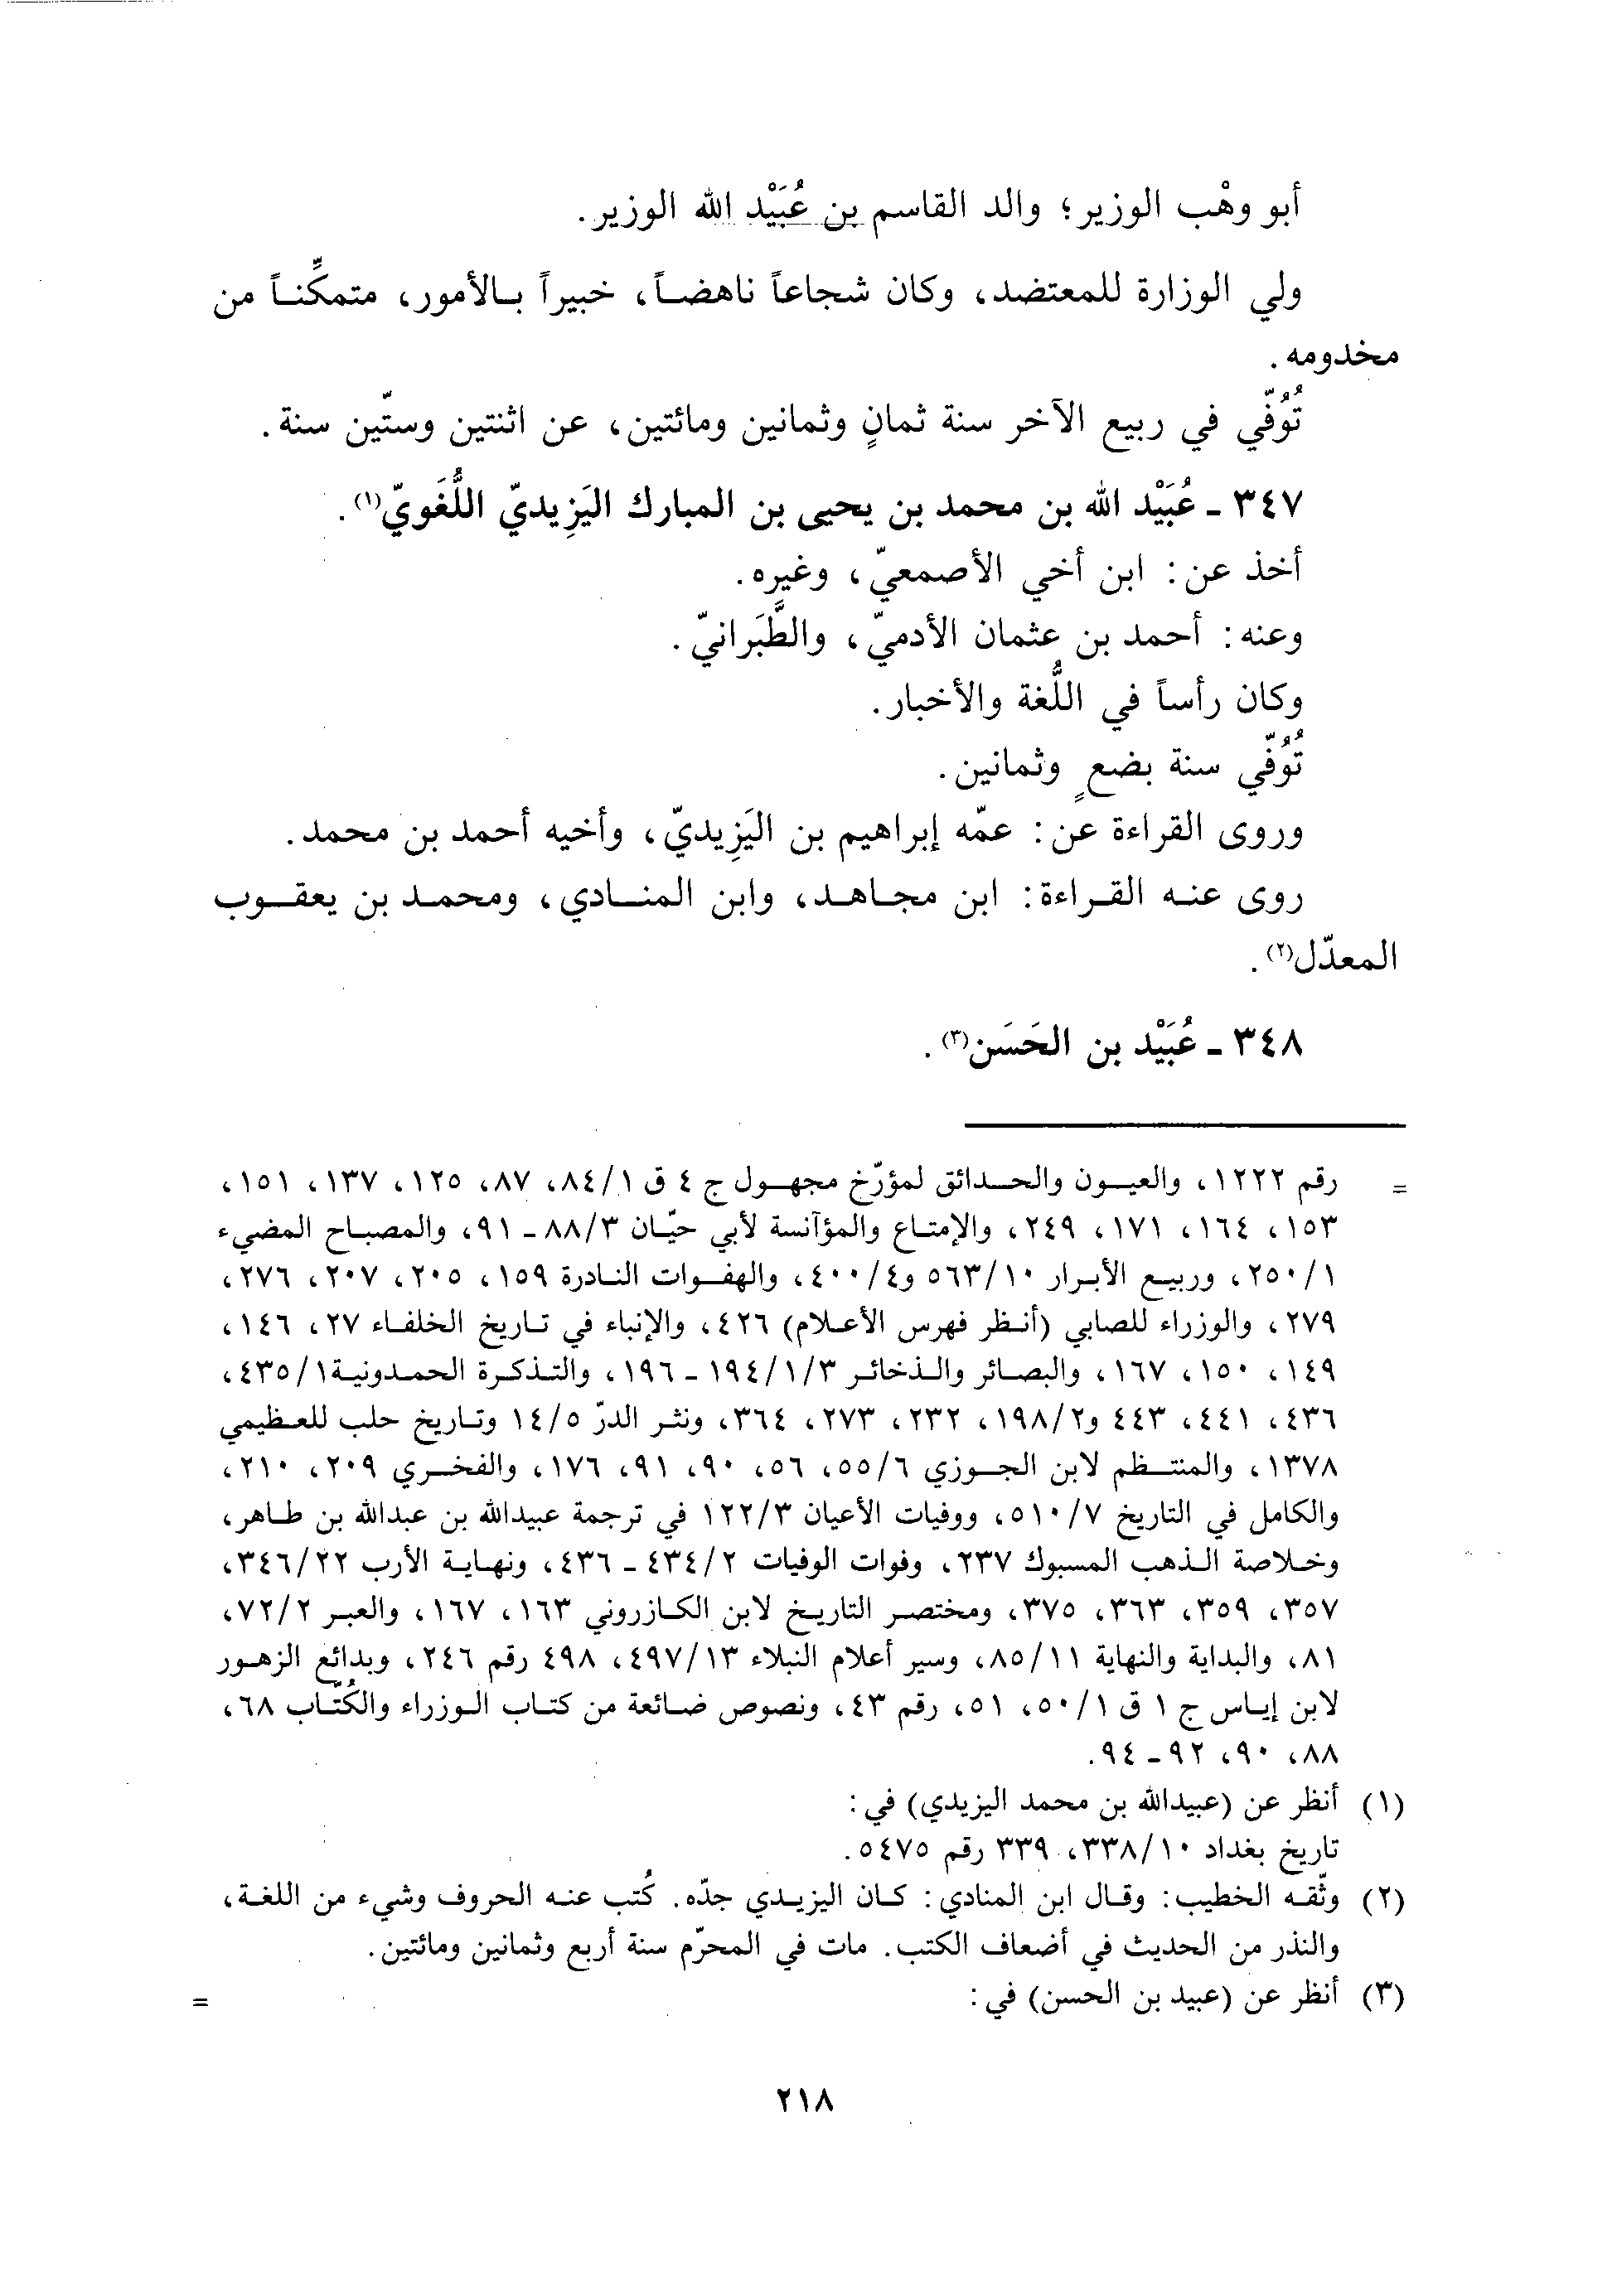 أبو وهْب الوزير؛ والد القاسم بن عُبَيْد الله الوزير.
ولي الوزارة للمعتضد، وكان شجاعاً ناهضاً، خبيراً بالأمور، متمكِّناً من
مخدومه.
تُوُفّي في ربيع الآخر سنة ثمانٍ وثمانين ومائتين، عن اثنتين وستّين سنة.
٣٤٧ ـ عُبَيْد الله بن محمد بن يحيى بن المبارك اليَزِيديّ اللُّغَويّ(١).
أخذ عن: ابن أخي الأصمعيّ، وغيره.
وعنه: أحمد بن عثمان الأدميّ، والطَّبَرانيّ.
وكان رأساً في اللُّغة والأخبار.
تُوُفّي سنة بضعٍ وثمانين.
وروى القراءة عن: عمّه إبراهيم بن اليَزِيديّ، وأخيه أحمد بن محمد.
روى عنه القراءة: ابن مجاهد، وابن المنادي، ومحمد بن يعقوب
المعدّل(٢).
٣٤٨ ـ عُبَيْد بن الحَسَن(٣).
= رقم ١٢٢٢، والعيون والحدائق لمؤرّخ مجهول ج ٤ ق ٨٤/١، ٨٧، ١٢٥، ١٣٧، ١٥١،
١٥٣، ١٦٤، ١٧١، ٢٤٩، والإمتاع والمؤآنسة لأبي حيّان ٨٨/٣ ـ ٩١، والمصباح المضيء
٢٥٠/١، وربيع الأبرار ٥٦٣/١٠ و٤٠٠/٤، والهفوات النادرة ١٥٩، ٢٠٥، ٢٠٧، ٢٧٦،
٢٧٩، والوزراء للصابي (أنظر فهرس الأعلام) ٤٢٦، والإنباء في تاريخ الخلفاء ٢٧، ١٤٦،
١٤٩، ١٥٠، ١٦٧، والبصائر والذخائر ١٩٤/١/٣ ـ ١٩٦، والتذكرة الحمدونية٤٣٥/١،
٤٣٦، ٤٤١، ٤٤٣ و١٩٨/٢، ٢٣٢، ٢٧٣، ٣٦٤، ونثر الدرّ ١٤/٥ وتاريخ حلب للعظيمي
١٣٧٨، والمنتظم لابن الجوزي ٥٥/٦، ٥٦، ٩٠، ٩١، ١٧٦، والفخري ٢٠٩، ٢١٠،
والكامل في التاريخ ٥١٠/٧، ووفيات الأعيان ١٢٢/٣ في ترجمة عبيدالله بن عبدالله بن طاهر،
وخلاصة الذهب المسبوك ٢٣٧، وفوات الوفيات ٤٣٤/٢ ـ ٤٣٦، ونهاية الأرب ٣٤٦/٢٢،
٣٥٧، ٣٥٩، ٣٦٣، ٣٧٥، ومختصر التاريخ لابن الكازروني ١٦٣، ١٦٧، والعبر ٧٢/٢،
٨١، والبداية والنهاية ٨٥/١١، وسير أعلام النبلاء ٤٩٧/١٣، ٤٩٨ رقم ٢٤٦، وبدائع الزهور
لابن إياس ج ١ ق ٥٠/١، ٥١، رقم ٤٣، ونصوص ضائعة من كتاب الوزراء والكُتّاب ٦٨،
٨٨، ٩٠، ٩٢ ـ ٩٤.
(١) أنظر عن (عبيدالله بن محمد اليزيدي) في:
تاريخ بغداد ٣٣٨/١٠، ٣٣٩ رقم ٥٤٧٥.
(٢) وثّقه الخطيب: وقال ابن المنادي: كان اليزيدي جدّه. كُتب عنه الحروف وشيء من اللغة،
والنذر من الحديث في أضعاف الكتب. مات في المحرّم سنة أربع وثمانين ومائتين.
(٣) أنظر عن (عبيد بن الحسن) في: =
٢١٨